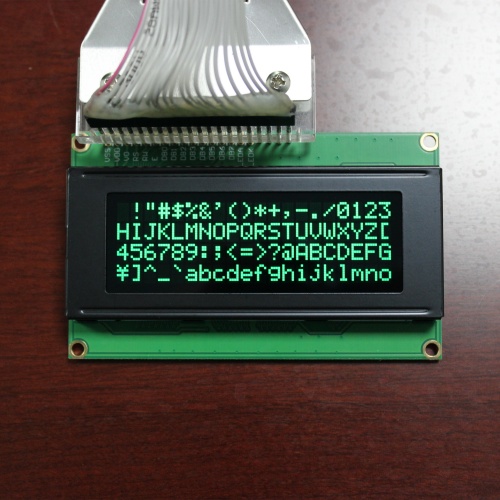 !"#$%&'()*+,-./0123
HIJKLMNOPQRSTUVWXYZ[
456789:;<=>?@ABCDEFG
¥]^_`abcdefghijklmno